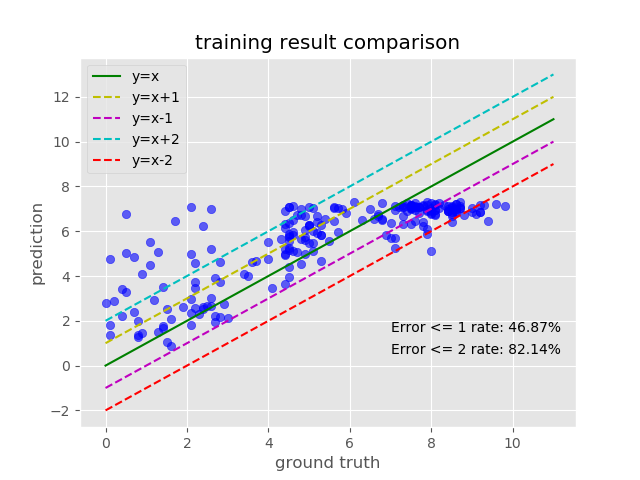 training result comparison
y=x
y=x+1
y=x-1
y=x+2
y=x-2
12
10
8
6
4
2
0
−2
prediction
Error <= 1 rate: 46.87%
Error <= 2 rate: 82.14%
0 2 4 6 8 10
ground truth